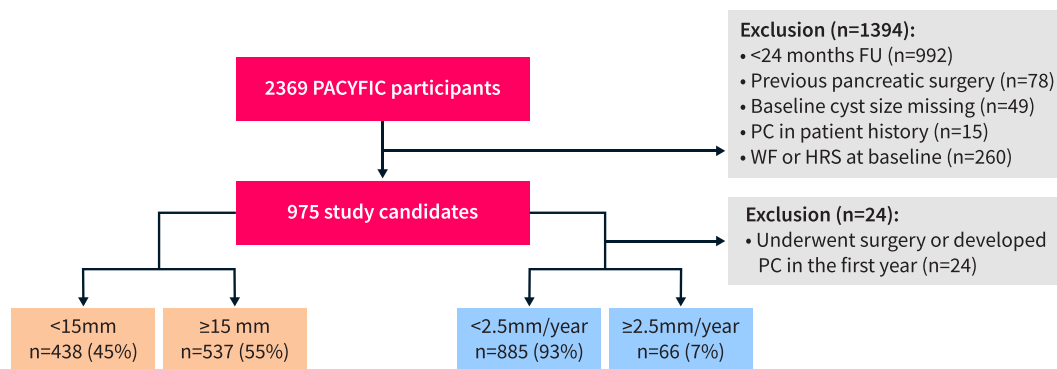 2369 PACYFIC participants
Exclusion (n=1394):
• <24 months FU (n=992)
• Previous pancreatic surgery (n=78)
• Baseline cyst size missing (n=49)
• PC in patient history (n=15)
• WF or HRS at baseline (n=260)
975 study candidates
Exclusion (n=24):
• Underwent surgery or developed
PC in the first year (n=24)
<15mm
n=438 (45%)
≥15 mm
n=537 (55%)
<2.5mm/year
n=885 (93%)
≥2.5mm/year
n=66 (7%)